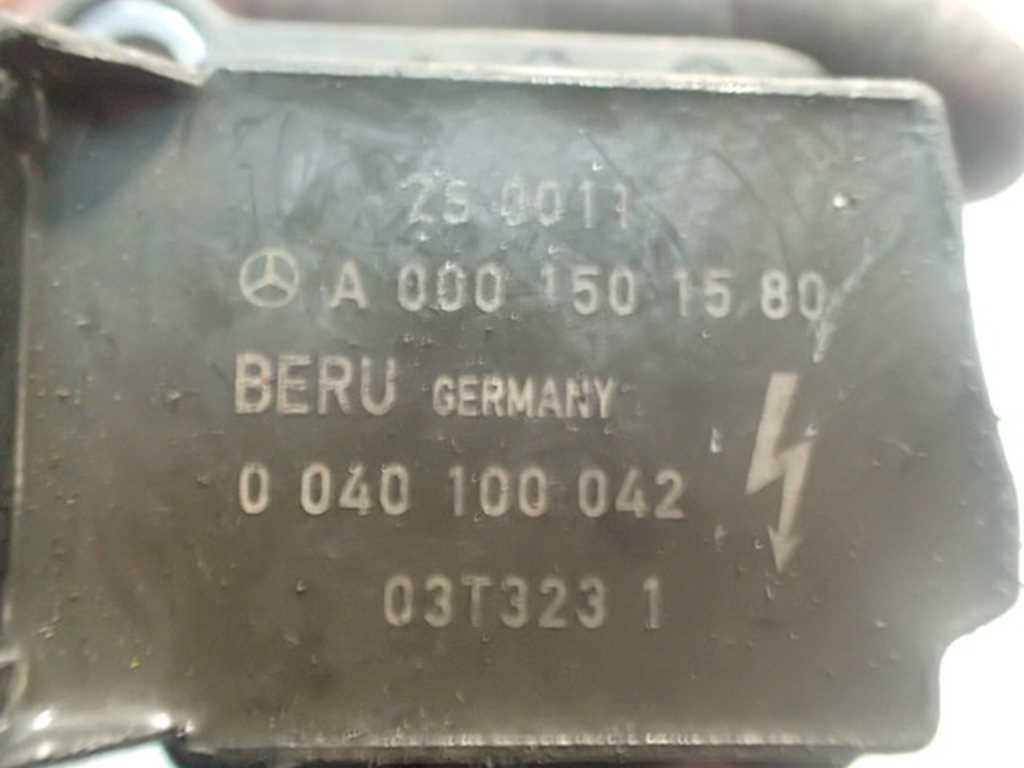 ZS 0011
A 000 150 15 80
BERU GERMANY
0 040 100 042
03T323 1